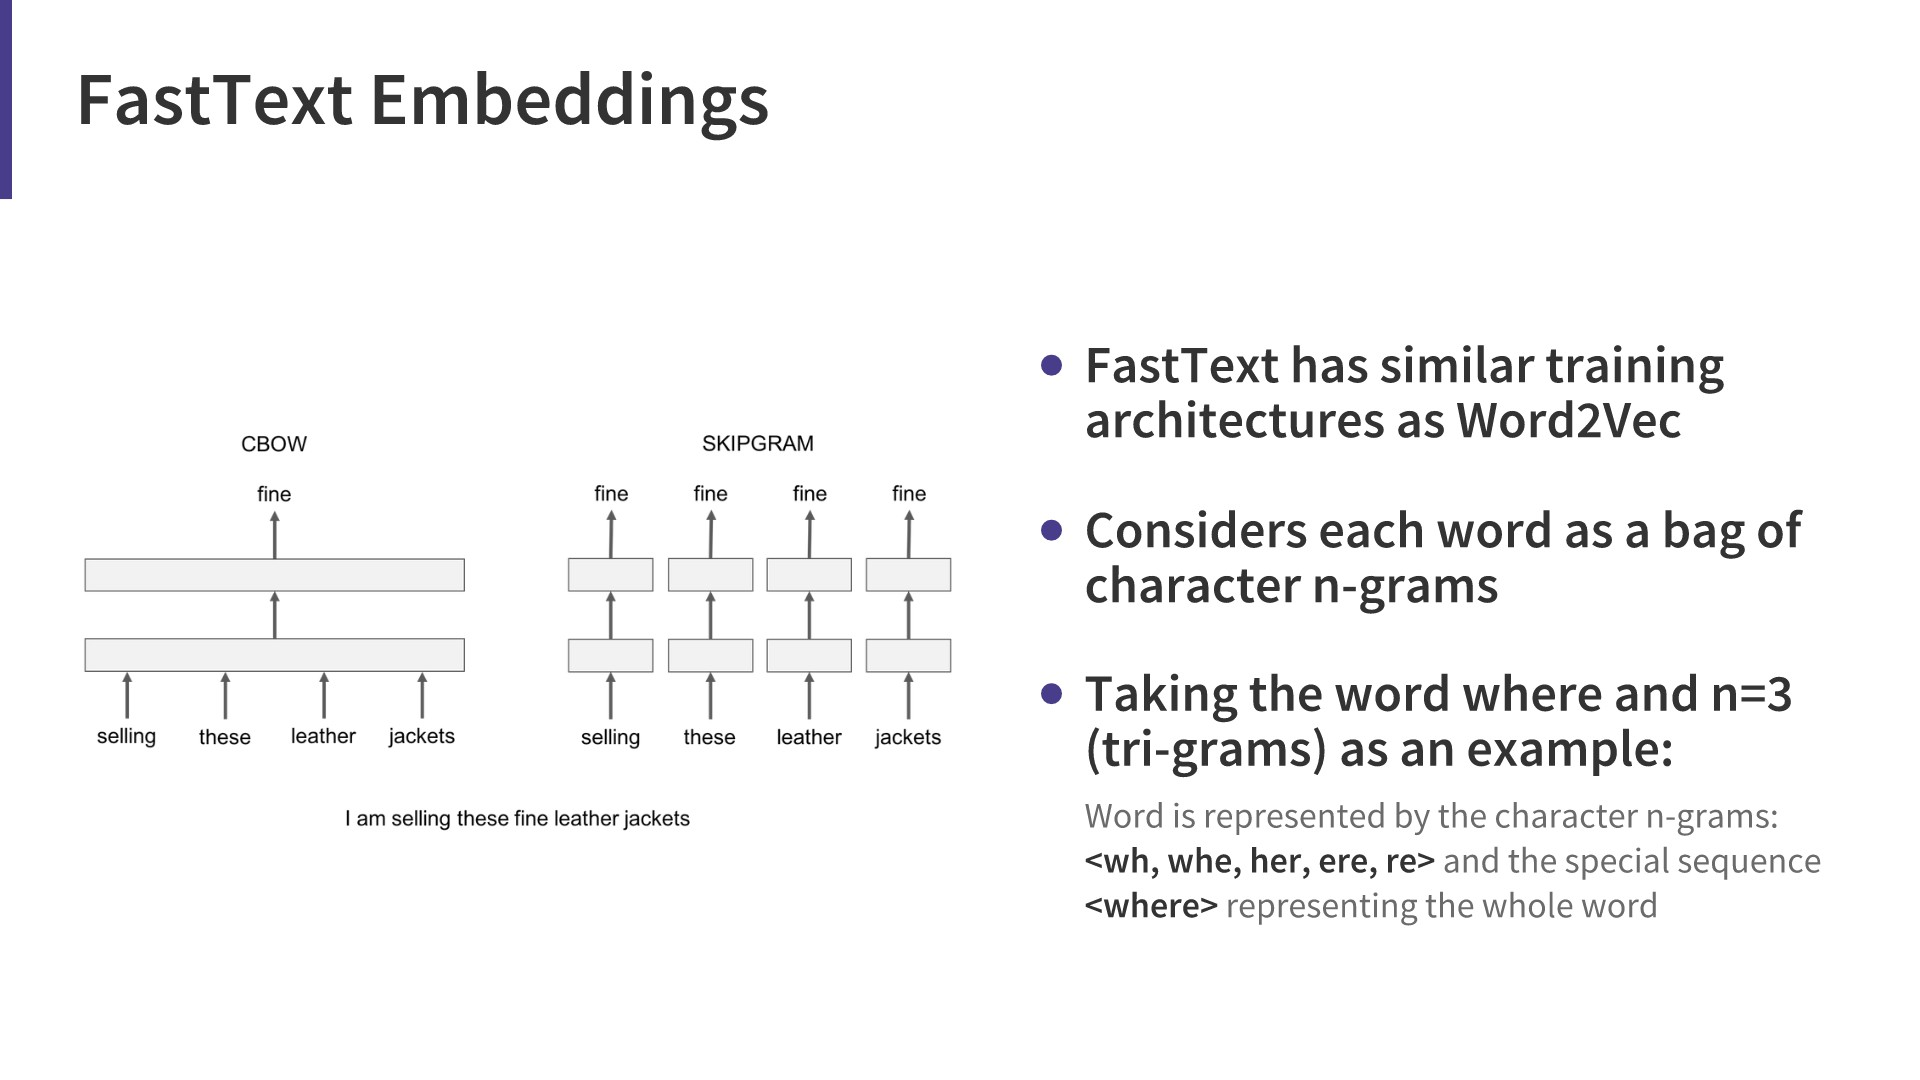 FastText Embeddings
CBOW
fine
selling these leather jackets
SKIPGRAM
fine fine fine fine
selling these leather jackets
I am selling these fine leather jackets
FastText has similar training
architectures as Word2Vec
Considers each word as a bag of
character n-grams
Taking the word where and n=3
(tri-grams) as an example:
Word is represented by the character n-grams:
<wh, whe, her, ere, re> and the special sequence
<where> representing the whole word